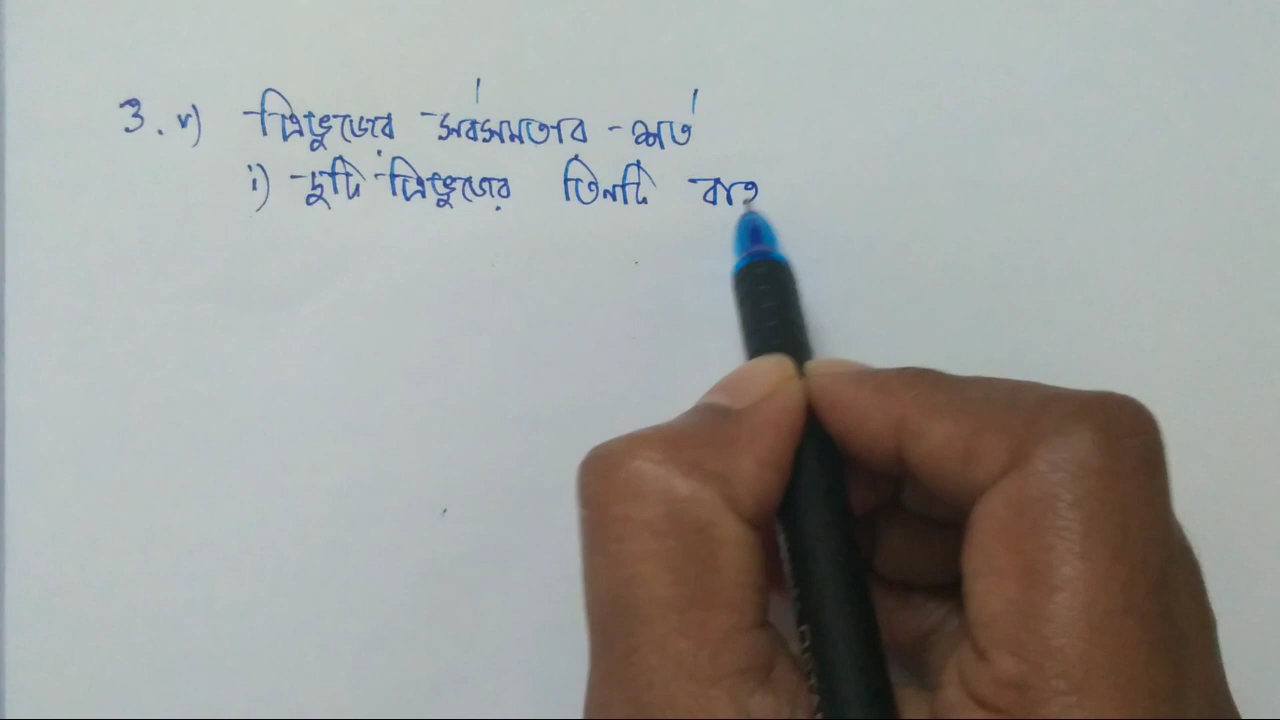 3. v) ত্রিভুজের সর্বসমতার শর্ত
i) দুটি ত্রিভুজের তিনটি বাহ